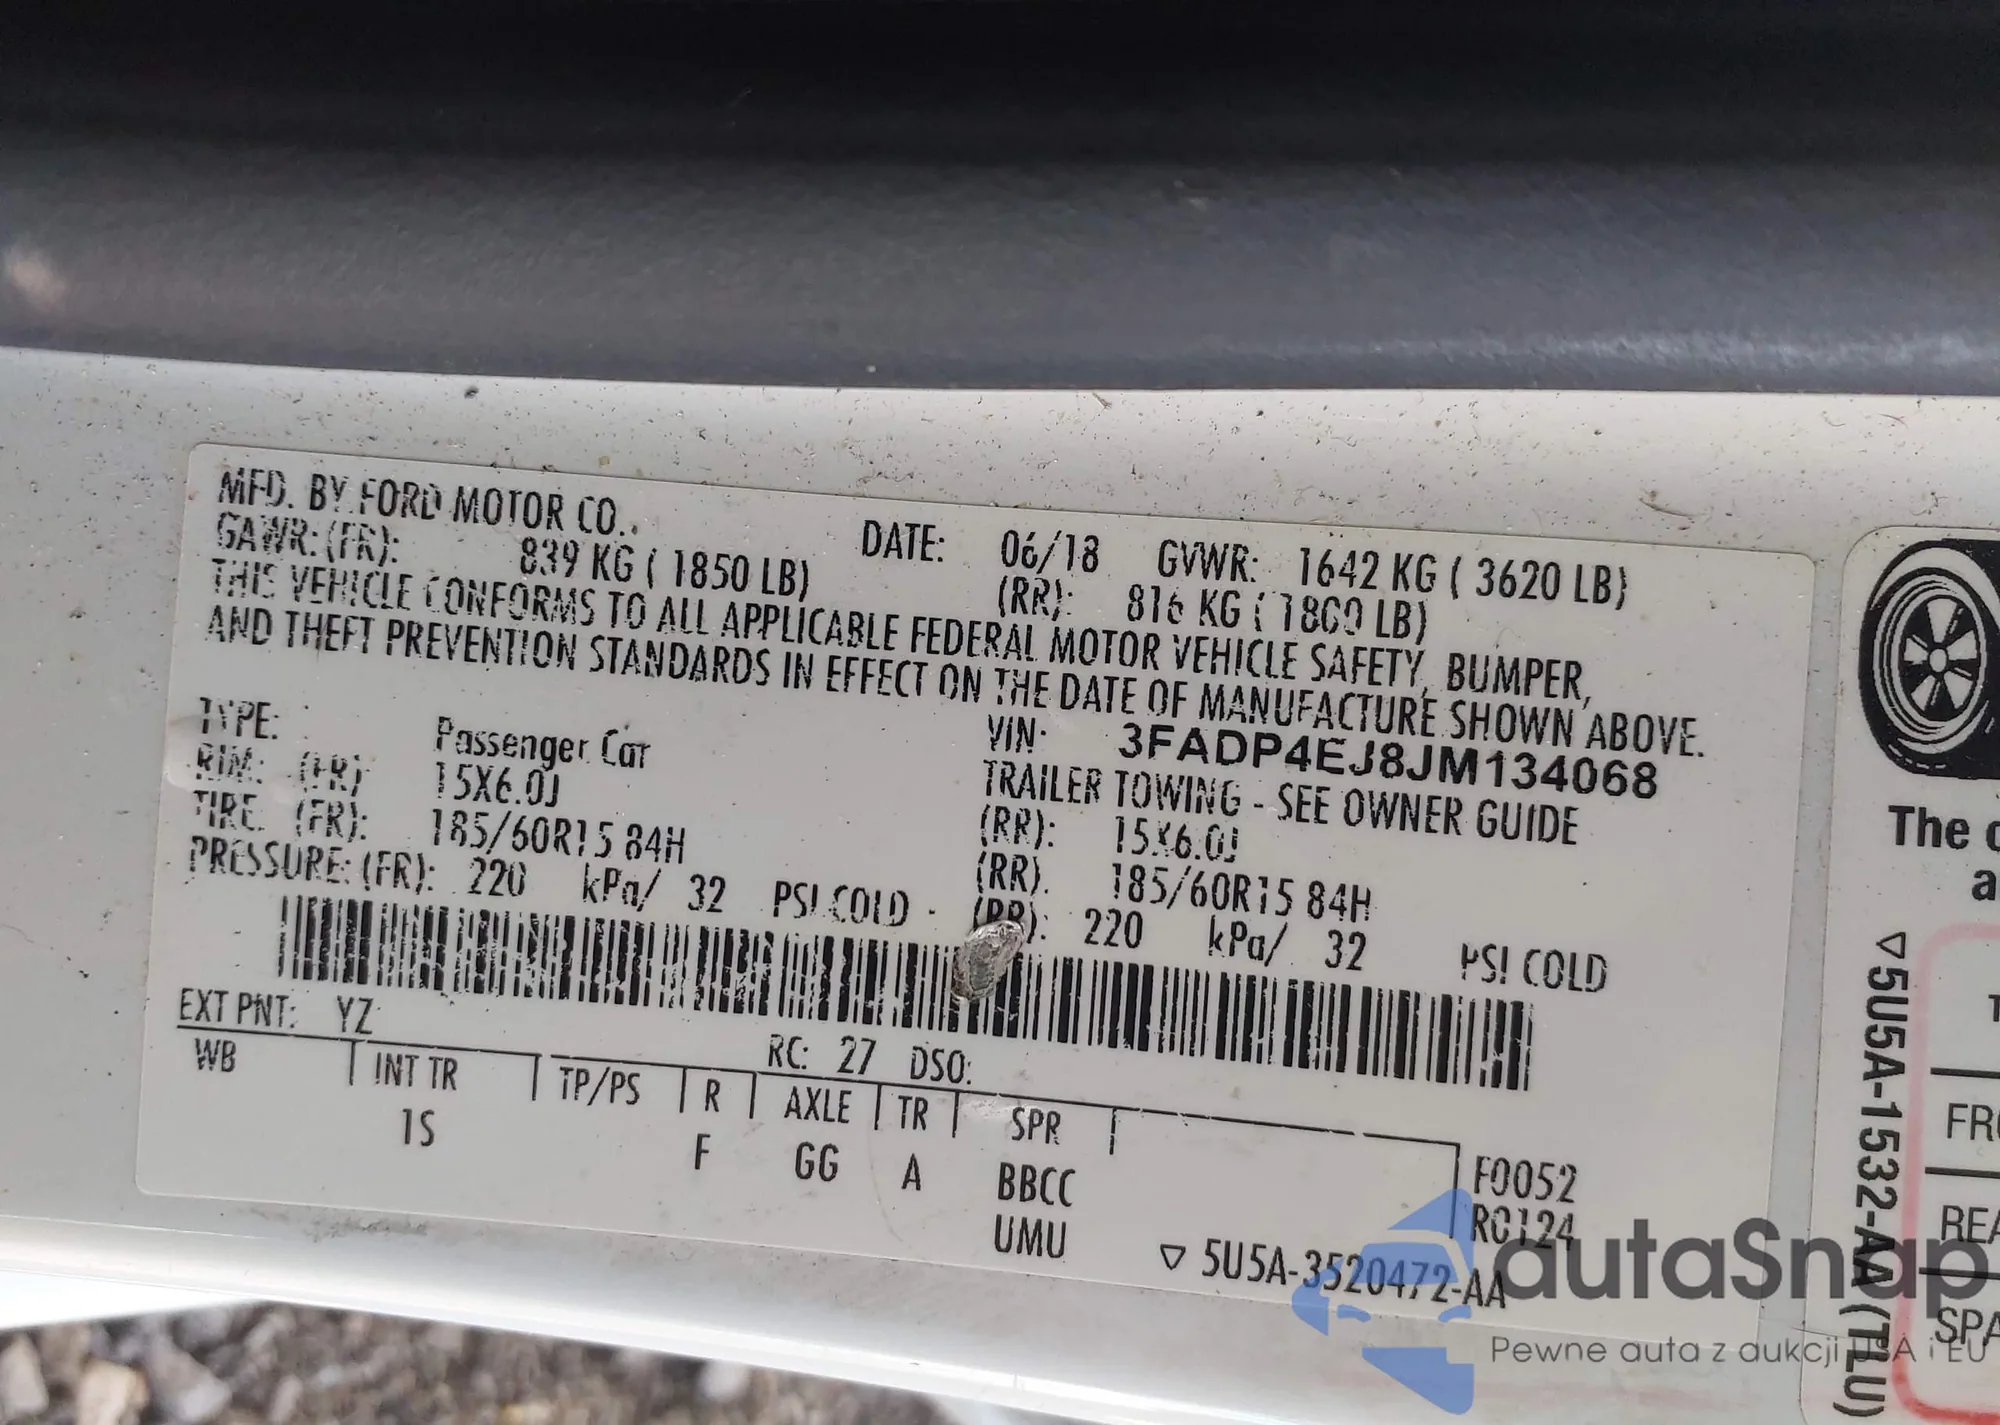 MFD. BY FORD MOTOR CO.
DATE: 06/18 GVWR: 1642 KG ( 3620 LB)
GAWR: (FR): 839 KG ( 1850 LB) (RR): 816 KG ( 1800 LB)
THIS VEHICLE CONFORMS TO ALL APPLICABLE FEDERAL MOTOR VEHICLE SAFETY, BUMPER,
AND THEFT PREVENTION STANDARDS IN EFFECT ON THE DATE OF MANUFACTURE SHOWN ABOVE.
VIN: 3FADP4EJ8JM134068
TYPE: Passenger Car TRAILER TOWING - SEE OWNER GUIDE
RIM: (FR) 15X6.0J (RR): 15X6.0J
TIRE. (FR): 185/60R15 84H (RR). 185/60R15 84H
PRESSURE: (FR): 220 kPa/ 32 PSI COLD (RR): 220 kPa/ 32 PSI COLD
EXT PNT: YZ RC: 27 DSO:
WB INT TR TP/PS R AXLE TR SPR
1S F GG A BBCC F0052
UMU R0124
▽ 5U5A-3520472-AA
The
▽5U5A-1532-AA (TLU)
autaSnap
Pewne auta z aukcji USA i EU